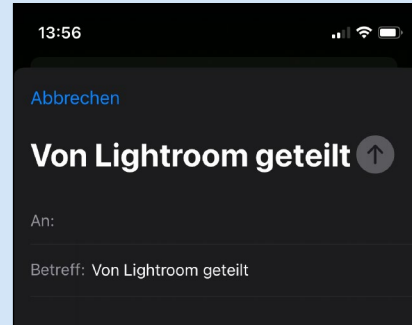 13:56
Abbrechen
Von Lightroom geteilt
An:
Betreff: Von Lightroom geteilt